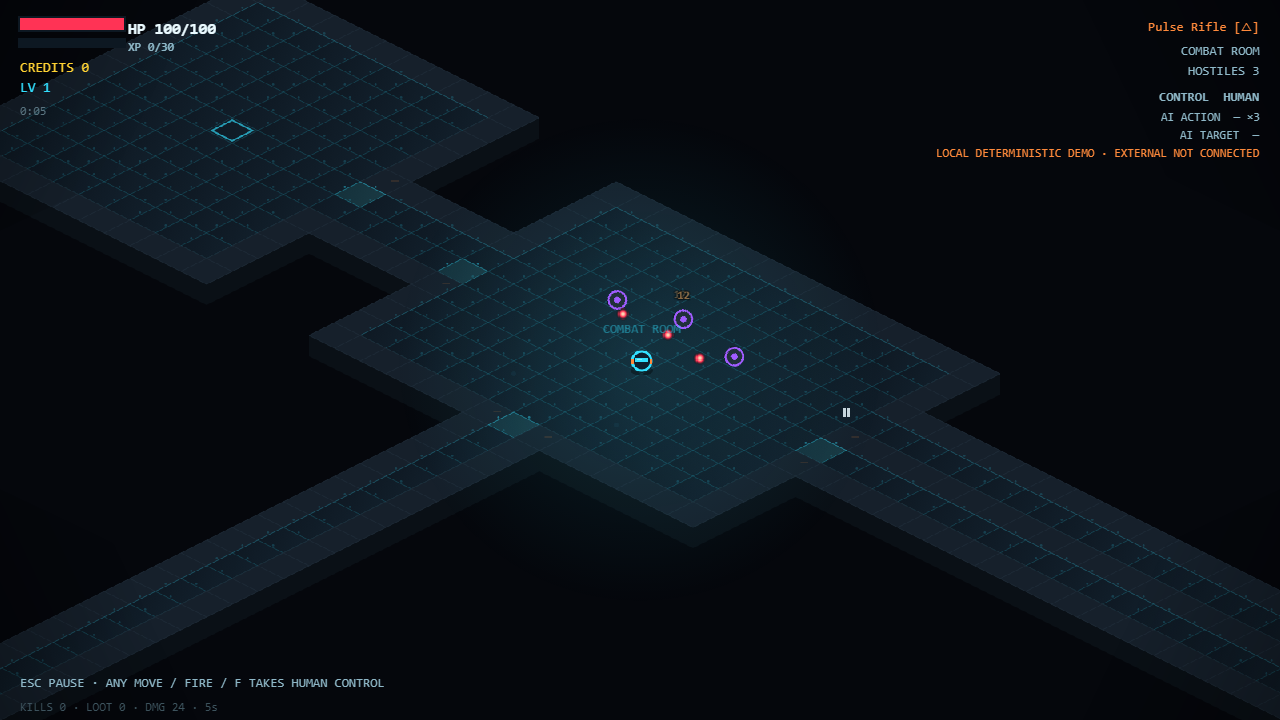 HP 100/100
XP 0/30
CREDITS 0
LV 1
0:05
Pulse Rifle [△]
COMBAT ROOM
HOSTILES 3
CONTROL HUMAN
AI ACTION — ×3
AI TARGET —
LOCAL DETERMINISTIC DEMO · EXTERNAL NOT CONNECTED
COMBAT ROOM
ESC PAUSE · ANY MOVE / FIRE / F TAKES HUMAN CONTROL
KILLS 0 · LOOT 0 · DMG 24 · 5s